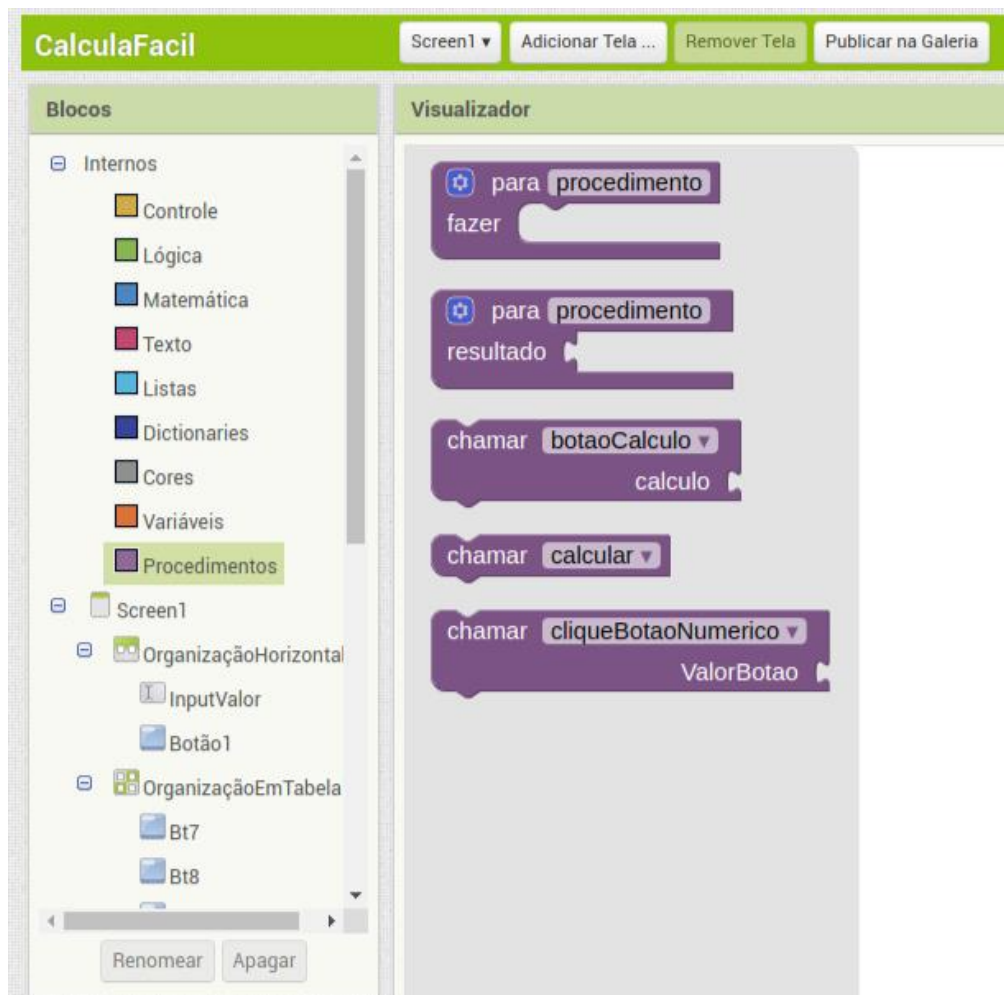 CalculaFacil
Screen1 ▾
Adicionar Tela ...
Remover Tela
Publicar na Galeria
Blocos
Internos
Controle
Lógica
Matemática
Texto
Listas
Dictionaries
Cores
Variáveis
Procedimentos
Screen1
OrganizaçãoHorizontal
InputValor
Botão1
OrganizaçãoEmTabela
Bt7
Bt8
Renomear
Apagar
Visualizador
para procedimento
fazer
para procedimento
resultado
chamar botaoCalculo ▾
calculo
chamar calcular ▾
chamar cliqueBotaoNumerico ▾
ValorBotao